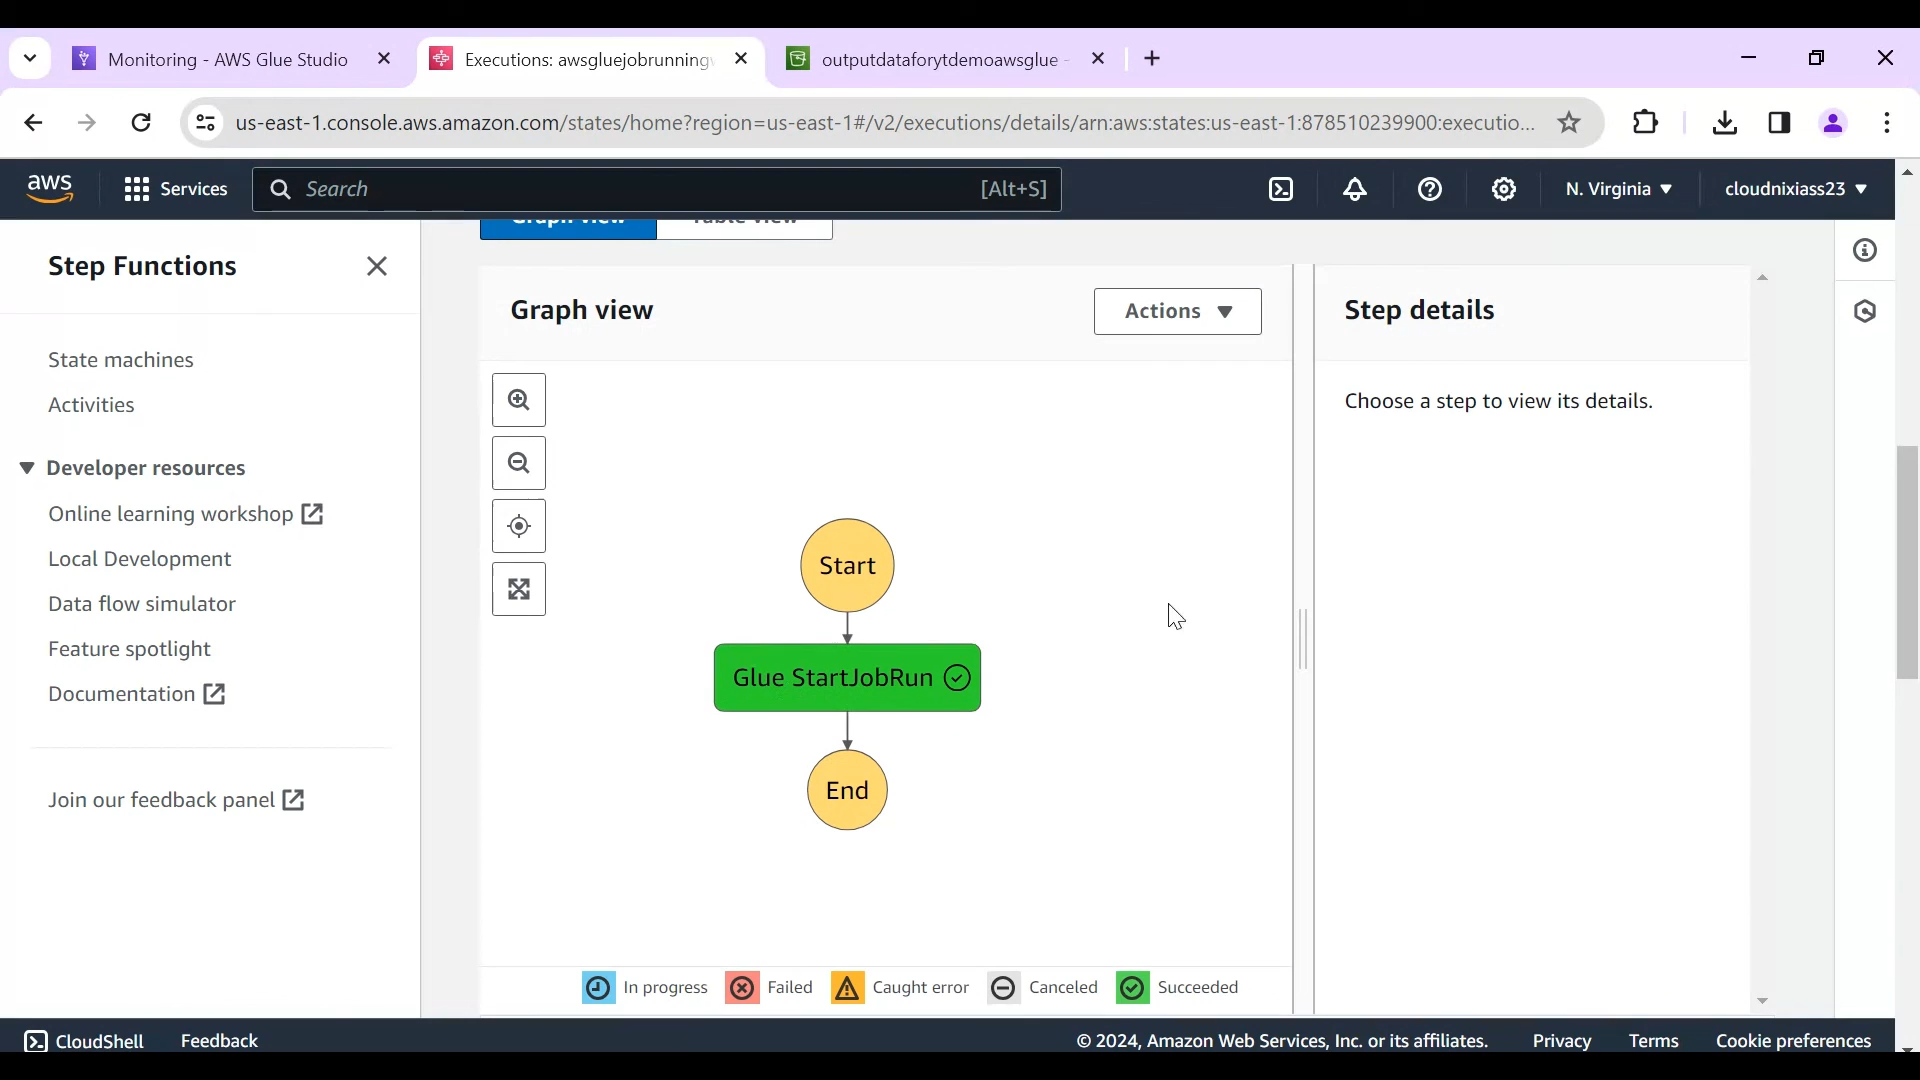 Monitoring - AWS Glue Studio
Executions: awsgluejobrunning
outputdataforytdemoawsglue -
us-east-1.console.aws.amazon.com/states/home?region=us-east-1#/v2/executions/details/arn:aws:states:us-east-1:878510239900:executio...
aws
Services
Search
[Alt+S]
N. Virginia
cloudnixiass23
Graph view
Table view
Step Functions
State machines
Activities
Developer resources
Online learning workshop
Local Development
Data flow simulator
Feature spotlight
Documentation
Join our feedback panel
Graph view
Actions
Start
Glue StartJobRun
End
In progress
Failed
Caught error
Canceled
Succeeded
Step details
Choose a step to view its details.
CloudShell
Feedback
© 2024, Amazon Web Services, Inc. or its affiliates.
Privacy
Terms
Cookie preferences